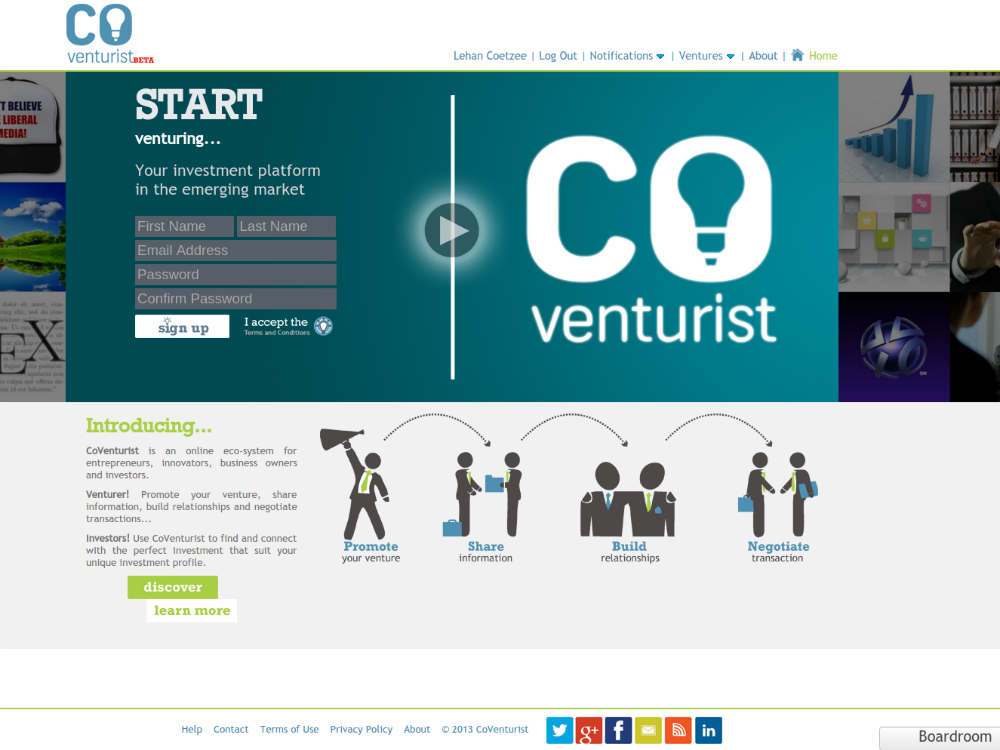 CO
venturist BETA
Lehan Coetzee | Log Out | Notifications | Ventures | About | Home
T BELIEVE
LIBERAL
MEDIA!
START
venturing...
Your investment platform
in the emerging market
First Name Last Name
Email Address
Password
Confirm Password
sign up I accept the
Terms and Conditions
CO
venturist
EX
Introducing...
CoVenturist is an online eco-system for
entrepreneurs, innovators, business owners
and investors.
Venturer! Promote your venture, share
information, build relationships and negotiate
transactions...
Investors! Use CoVenturist to find and connect
with the perfect investment that suit your
unique investment profile.
discover
learn more
Promote
your venture
Share
information
Build
relationships
Negotiate
transaction
Help Contact Terms of Use Privacy Policy About © 2013 CoVenturist
g+ f in
Boardroom